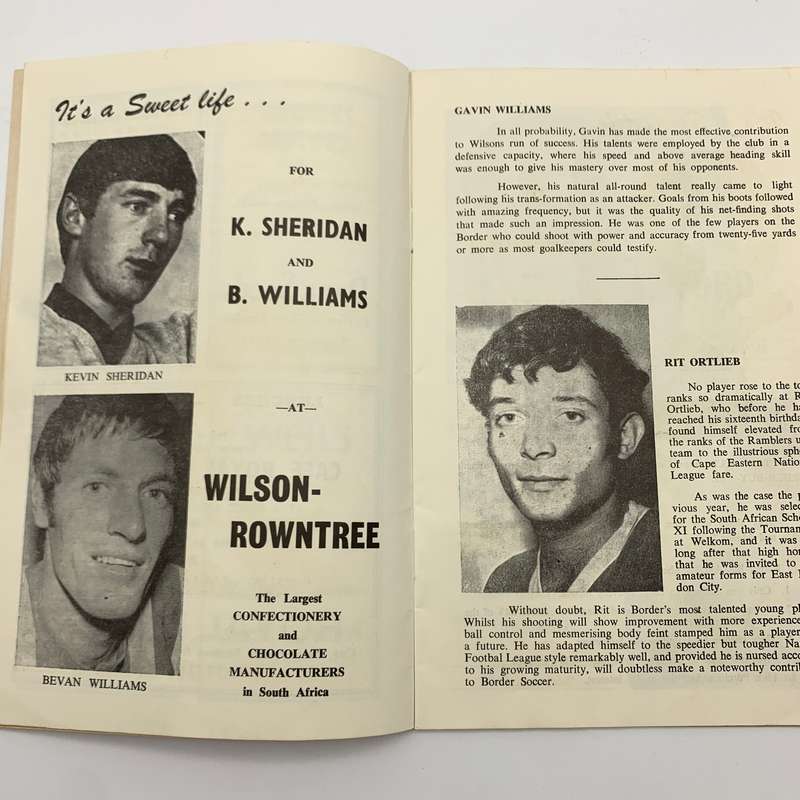 It's a Sweet life . . .
FOR
K. SHERIDAN
AND
B. WILLIAMS
KEVIN SHERIDAN
—AT—
WILSON-
ROWNTREE
The Largest
CONFECTIONERY
and
CHOCOLATE
MANUFACTURERS
in South Africa
BEVAN WILLIAMS
GAVIN WILLIAMS
In all probability, Gavin has made the most effective contribution
to Wilsons run of success. His talents were employed by the club in a
defensive capacity, where his speed and above average heading skill
was enough to give his mastery over most of his opponents.
However, his natural all-round talent really came to light
following his trans-formation as an attacker. Goals from his boots followed
with amazing frequency, but it was the quality of his net-finding shots
that made such an impression. He was one of the few players on the
Border who could shoot with power and accuracy from twenty-five yards
or more as most goalkeepers could testify.
RIT ORTLIEB
No player rose to the to
ranks so dramatically at R
Ortlieb, who before he ha
reached his sixteenth birthda
found himself elevated fro
the ranks of the Ramblers u
team to the illustrious sph
of Cape Eastern Natio
League fare.
As was the case the p
vious year, he was selec
for the South African Sch
XI following the Tournam
at Welkom, and it was
long after that high hon
that he was invited to
amateur forms for East
don City.
Without doubt, Rit is Border's most talented young pl
Whilst his shooting will show improvement with more experience
ball control and mesmerising body feint stamped him as a player
a future. He has adapted himself to the speedier but tougher Na
Footbal League style remarkably well, and provided he is nursed acco
to his growing maturity, will doubtless make a noteworthy contri
to Border Soccer.